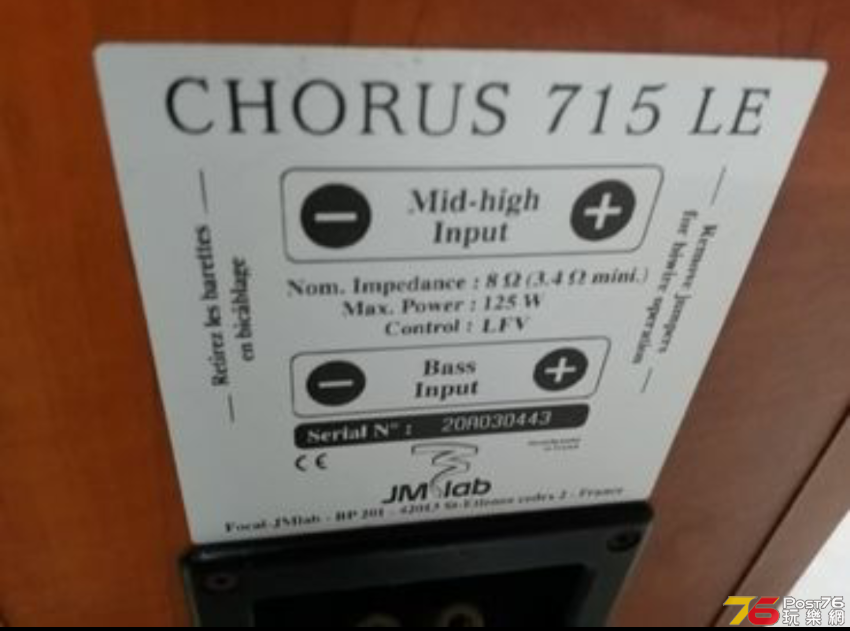 CHORUS 715 LE
Mid-high
Input
Retirez les barettes
en bicâblage
Remove jumpers
for biwire operation
Nom. Impedance : 8 Ω (3.4 Ω mini.)
Max. Power : 125 W
Control : LFV
Bass
Input
Serial N° : 20A030443
CE
JMlab
Focal-JMlab - BP 201 - 42013 St-Etienne cedex 2 - France
76 Post76
玩樂網